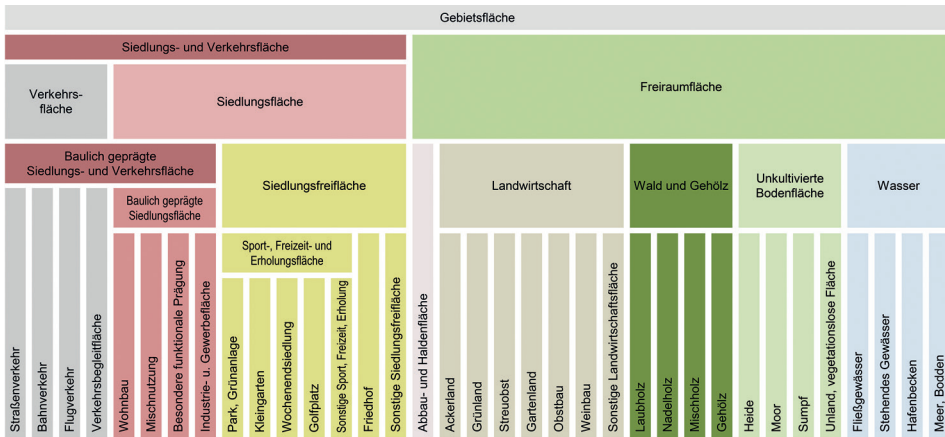 Gebietsfläche
Siedlungs- und Verkehrsfläche
Verkehrs-
fläche
Siedlungsfläche
Freiraumfläche
Baulich geprägte
Siedlungs- und Verkehrsfläche
Siedlungsfreifläche
Landwirtschaft
Wald und Gehölz
Unkultivierte
Bodenfläche
Wasser
Baulich geprägte
Siedlungsfläche
Sport-, Freizeit- und
Erholungsfläche
Straßenverkehr
Bahnverkehr
Flugverkehr
Verkehrsbegleitfläche
Wohnbau
Mischnutzung
Besondere funktionale Prägung
Industrie- u. Gewerbefläche
Park, Grünanlage
Kleingarten
Wochenendsiedlung
Golfplatz
Sonstige Sport, Freizeit, Erholung
Friedhof
Sonstige Siedlungsfreifläche
Abbau- und Haldenfläche
Ackerland
Grünland
Streuobst
Gartenland
Obstbau
Weinbau
Sonstige Landwirtschaftsfläche
Laubholz
Nadelholz
Mischholz
Gehölz
Heide
Moor
Sumpf
Unland, vegetationslose Fläche
Fließgewässer
Stehendes Gewässer
Hafenbecken
Meer, Bodden